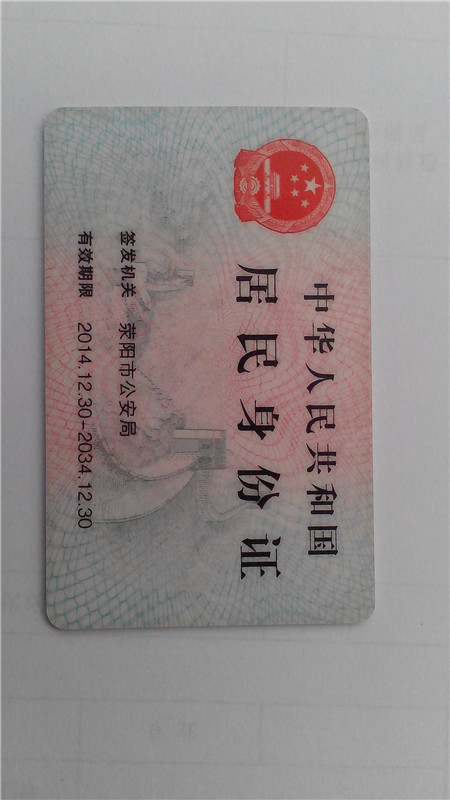 中华人民共和国
居民身份证
签发机关 荥阳市公安局
有效期限 2014.12.30-2034.12.30